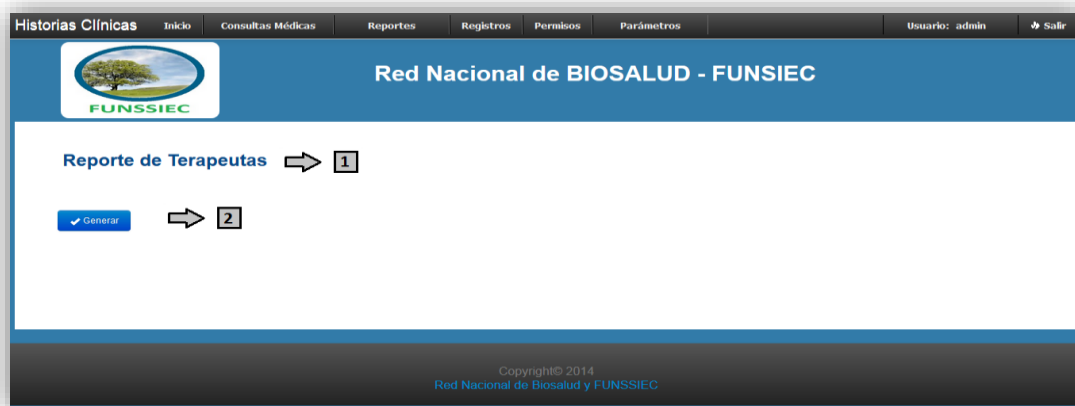 Historias Clínicas Inicio Consultas Médicas Reportes Registros Permisos Parámetros Usuario: admin Salir
FUNSSIEC
Red Nacional de BIOSALUD - FUNSIEC
Reporte de Terapeutas 1
Generar 2
Copyright© 2014
Red Nacional de Biosalud y FUNSSIEC